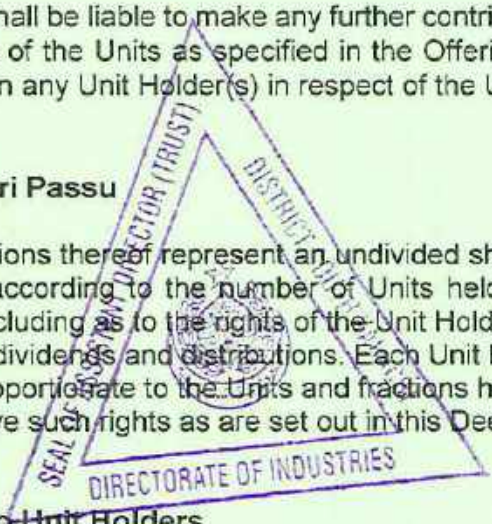 hall be liable to make any further contri
of the Units as specified in the Offeri
n any Unit Holder(s) in respect of the U
ri Passu
ions thereof represent an undivided sh
according to the number of Units held
cluding as to the rights of the Unit Hold
dividends and distributions. Each Unit H
oportionate to the Units and fractions h
ve such rights as are set out in this Dee
o Unit Holders
SEAL OF ASSISTANT DIRECTOR (TRUST)
DISTRICT
DIRECTORATE OF INDUSTRIES